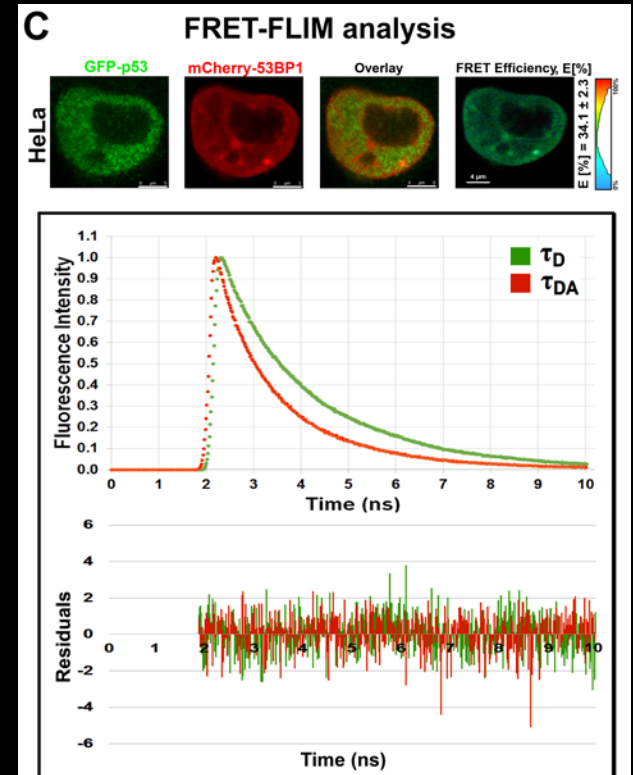 C
FRET-FLIM analysis
GFP-p53
mCherry-53BP1
Overlay
FRET Efficiency, E[%]
HeLa
4 µm
E [%] = 34.1 ± 2.3
100%
0%
1.1
1.0
0.9
0.8
0.7
0.6
0.5
0.4
0.3
0.2
0.1
0.0
Fluorescence Intensity
τD
τDA
0 1 2 3 4 5 6 7 8 9 10
Time (ns)
6
4
2
0
-2
-4
-6
Residuals
0 1 2 3 4 5 6 7 8 9 10
Time (ns)